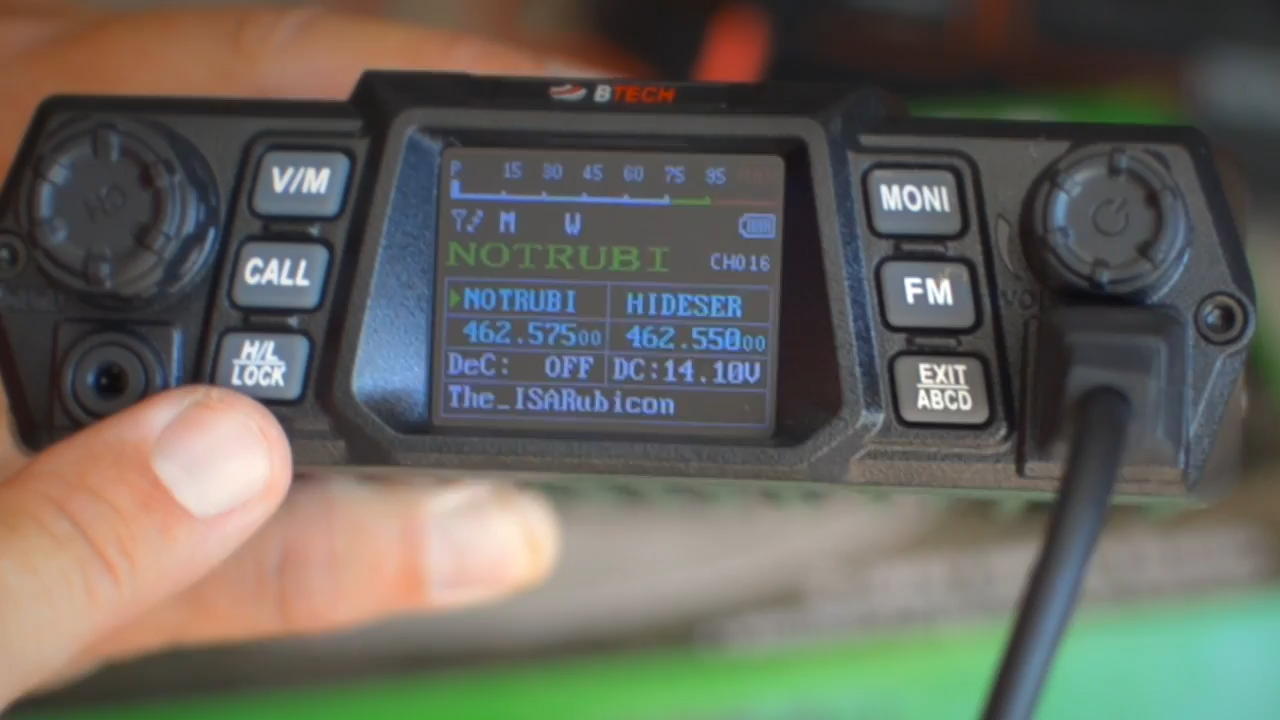 BTECH
V/M
CALL
H/L
LOCK
P 15 30 45 60 75 95
M W
NOTRUBI CH016
NOTRUBI HIDESER
462.57500 462.55000
DeC: OFF DC:14.10V
The_ISARubicon
MONI
FM
EXIT
ABCD